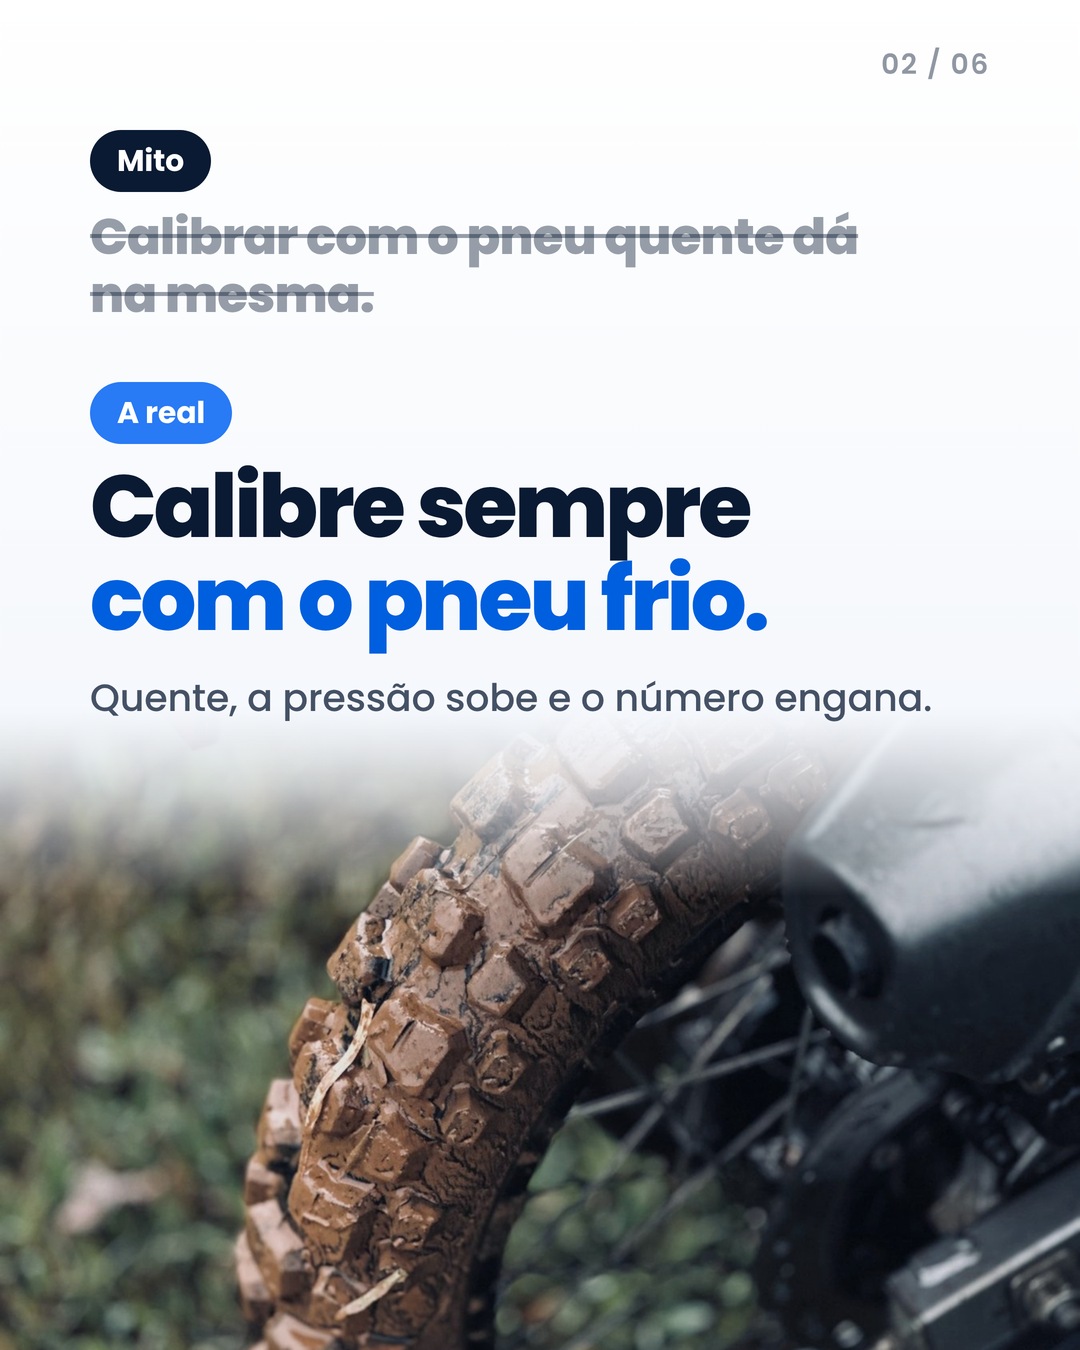 02 / 06
Mito
Calibrar com o pneu quente dá
na mesma.
A real
Calibre sempre
com o pneu frio.
Quente, a pressão sobe e o número engana.